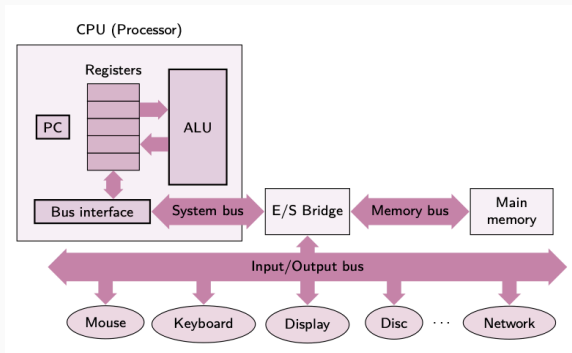 CPU (Processor)
Registers
PC
ALU
Bus interface
System bus
E/S Bridge
Memory bus
Main
memory
Input/Output bus
Mouse
Keyboard
Display
Disc
· · ·
Network